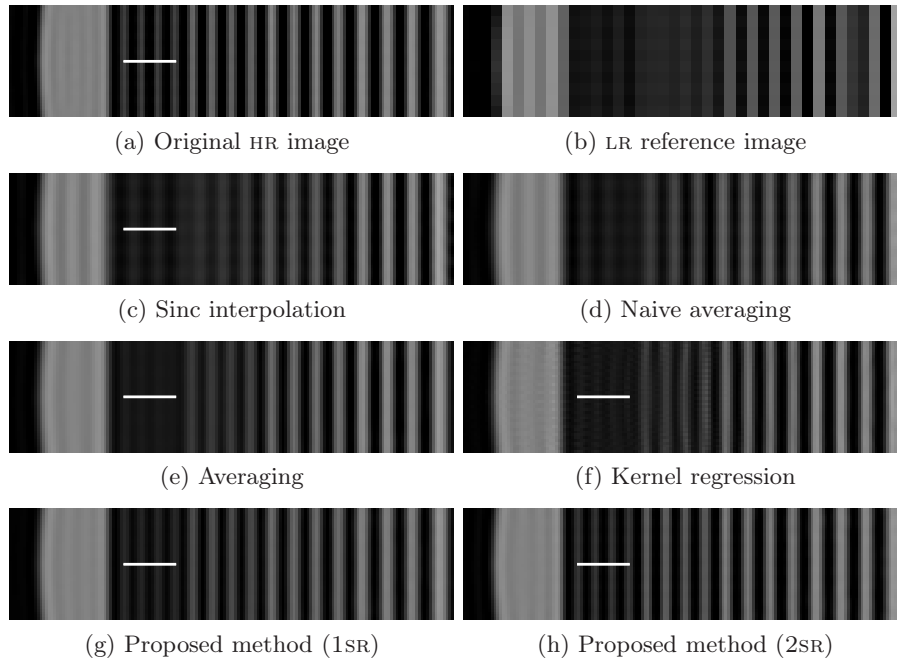 (a) Original HR image
(b) LR reference image
(c) Sinc interpolation
(d) Naive averaging
(e) Averaging
(f) Kernel regression
(g) Proposed method (1SR)
(h) Proposed method (2SR)